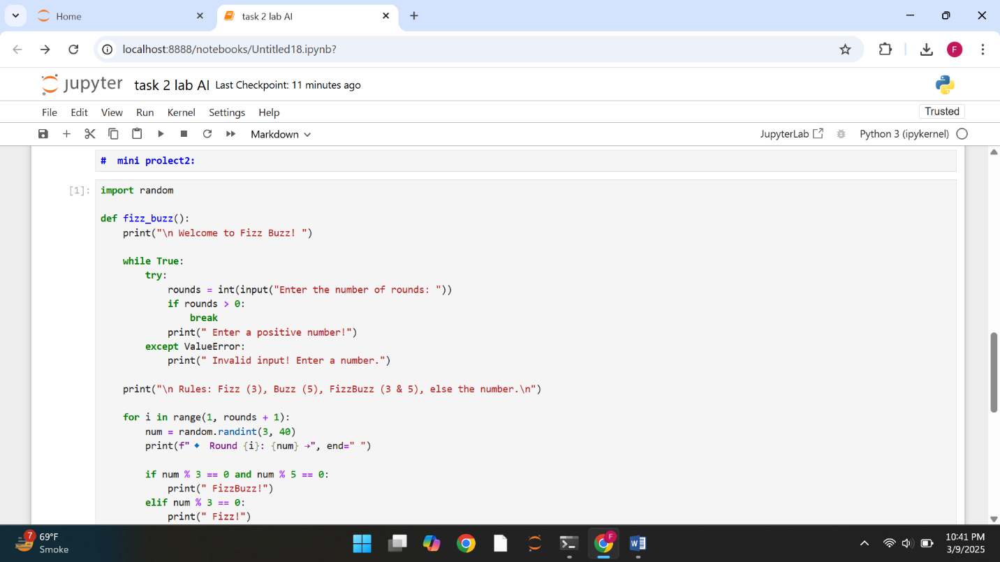 Home
task 2 lab AI
localhost:8888/notebooks/Untitled18.ipynb?
F
jupyter task 2 lab AI Last Checkpoint: 11 minutes ago
File Edit View Run Kernel Settings Help
Trusted
Markdown
JupyterLab
Python 3 (ipykernel)
#  mini prolect2:
[1]:
import random

def fizz_buzz():
    print("\n Welcome to Fizz Buzz! ")

    while True:
        try:
            rounds = int(input("Enter the number of rounds: "))
            if rounds > 0:
                break
            print(" Enter a positive number!")
        except ValueError:
            print(" Invalid input! Enter a number.")

    print("\n Rules: Fizz (3), Buzz (5), FizzBuzz (3 & 5), else the number.\n")

    for i in range(1, rounds + 1):
        num = random.randint(3, 40)
        print(f" 🔹 Round {i}: {num} →", end=" ")

        if num % 3 == 0 and num % 5 == 0:
            print(" FizzBuzz!")
        elif num % 3 == 0:
            print(" Fizz!")
7
69°F
Smoke
F
W
10:41 PM
3/9/2025